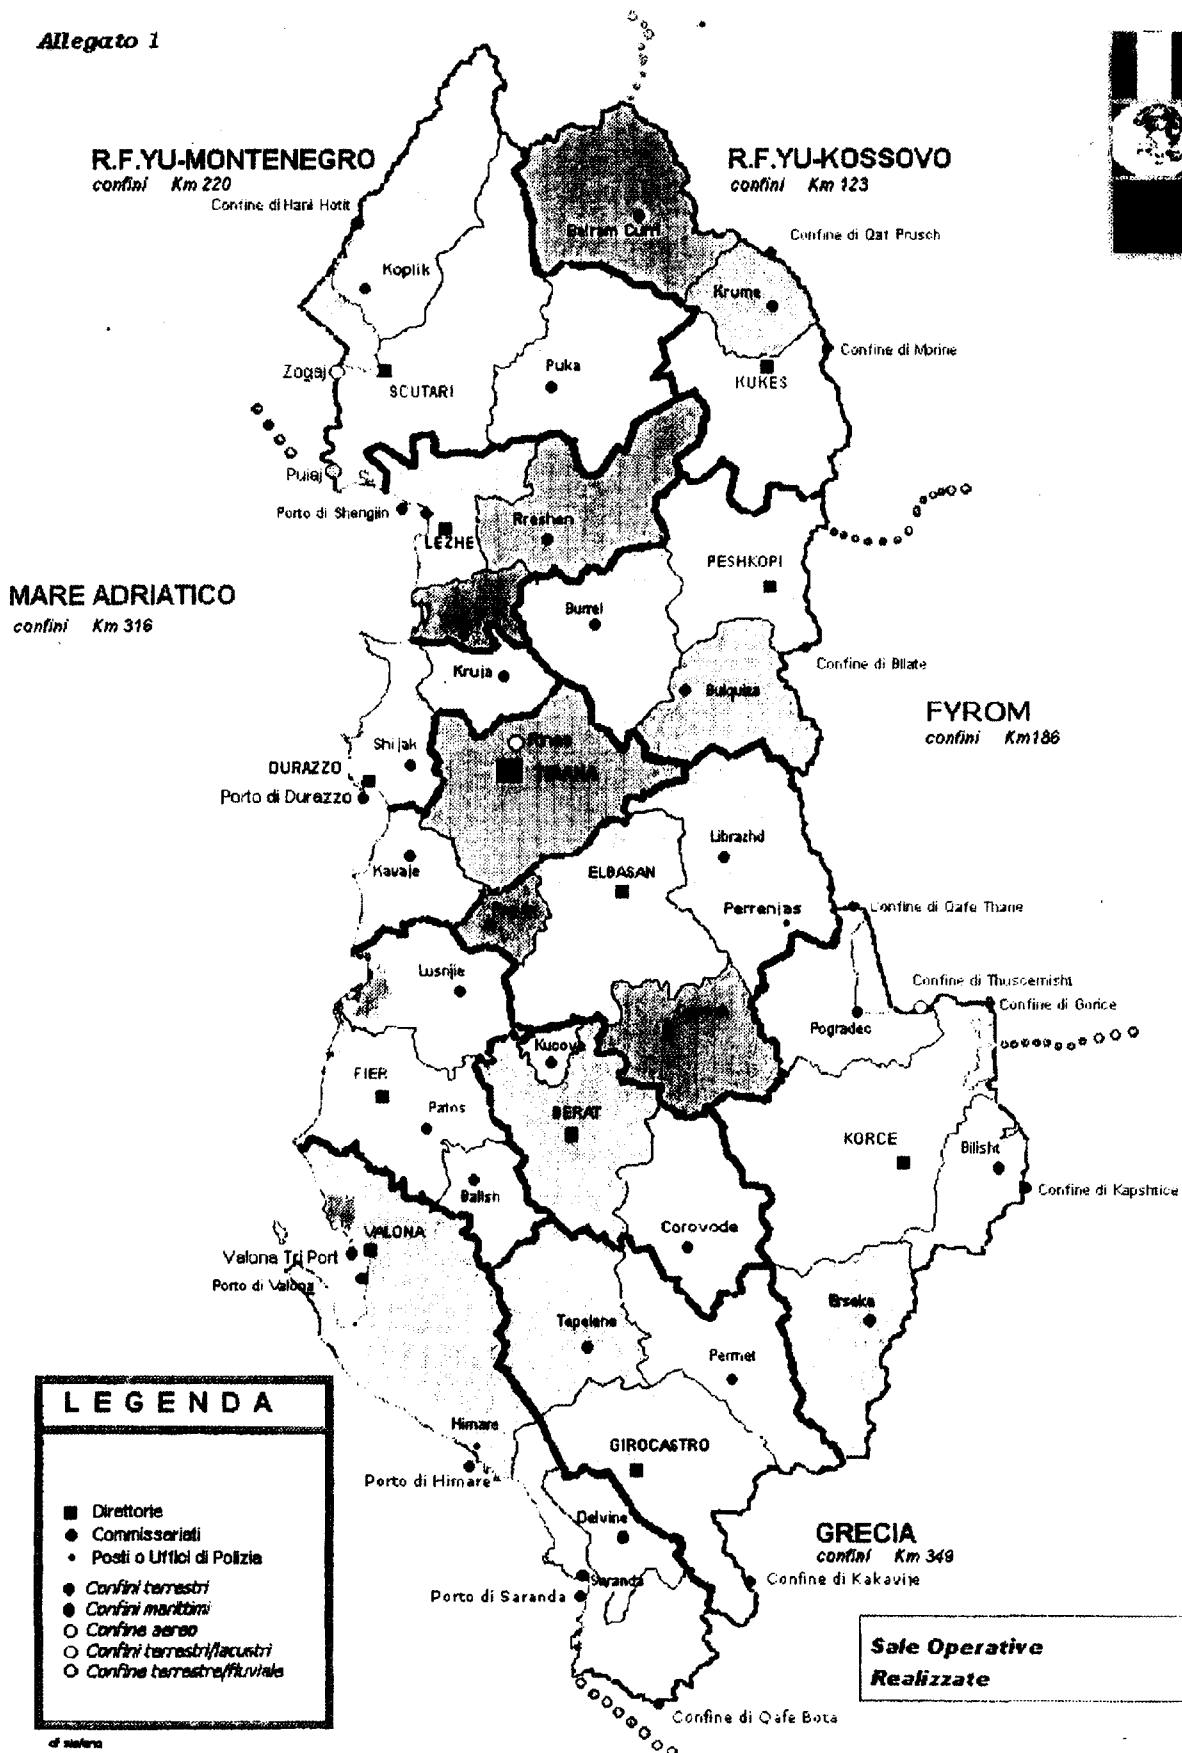 Allegato 1
R.F.YU-MONTENEGRO
confini Km 220
R.F.YU-KOSSOVO
confini Km 123
Confine di Hani Hotit
Bairam Curri
Confine di Qat Prusch
Koplik
Krume
Confine di Morine
Zogaj
SCUTARI
Puka
KUKES
Pulaj
Porto di Shengjin
LEZHE
Rreshen
PESHKOPI
MARE ADRIATICO
confini Km 316
Burrel
Confine di Bllate
Kruja
Bulquiza
FYROM
confini Km186
Shijak
Rinas
DURAZZO
TIRANA
Porto di Durazzo
Librazhd
Kavaje
ELBASAN
Perrenjas
Confine di Qafe Thane
Lusnjie
Confine di Thuscemisht
Confine di Gorice
Pogradec
Kucova
FIER
Patos
BERAT
KORCE
Bilisht
Ballsh
Confine di Kapshtice
VALONA
Corovode
Valona Tri Port
Porto di Valona
Erseka
Tepelene
Permet
LEGENDA
Himare
GIROCASTRO
Porto di Himare
Direttorie
Commissariati
Posti o Uffici di Polizia
Delvine
GRECIA
confini Km 349
Confini terrestri
Confini marittimi
Confine aereo
Confini terrestri/lacustri
Confine terrestre/fluviale
Saranda
Porto di Saranda
Confine di Kakavije
Sale Operative
Realizzate
Confine di Qafe Bota